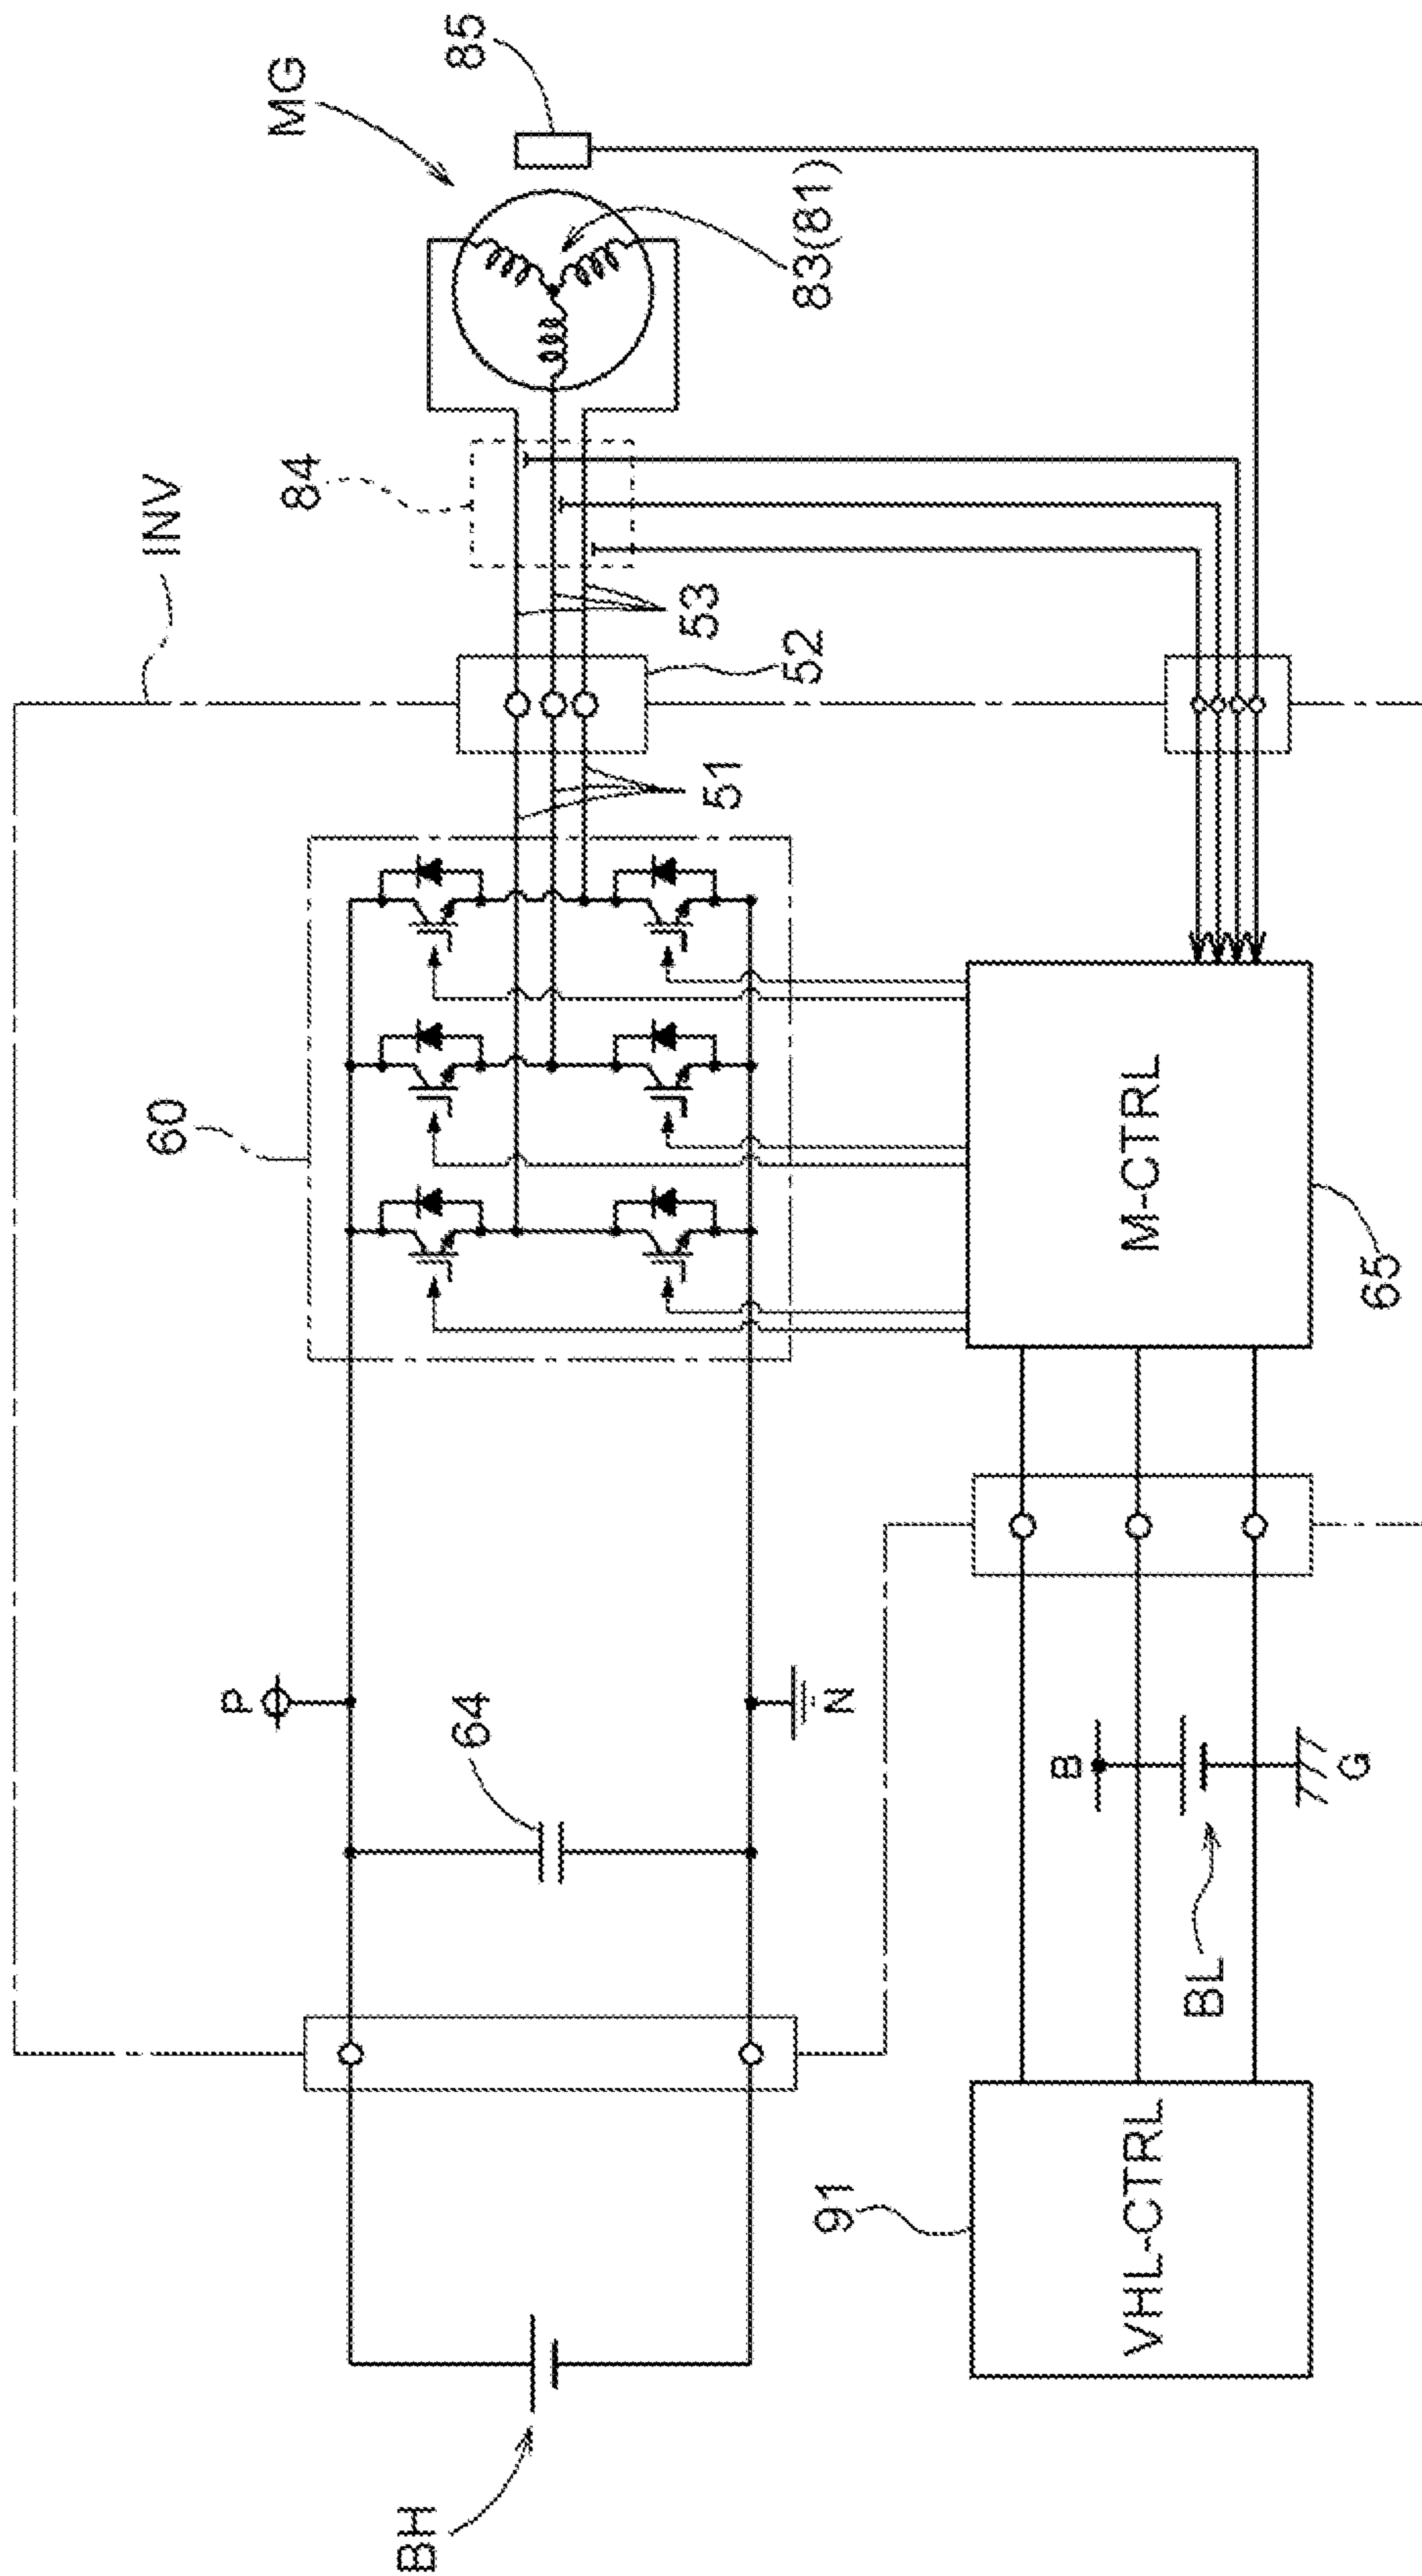 INV
MG
P
60
84
85
BH
64
51
53
52
83(81)
N
91
B
BL
G
VHL-CTRL
M-CTRL
65